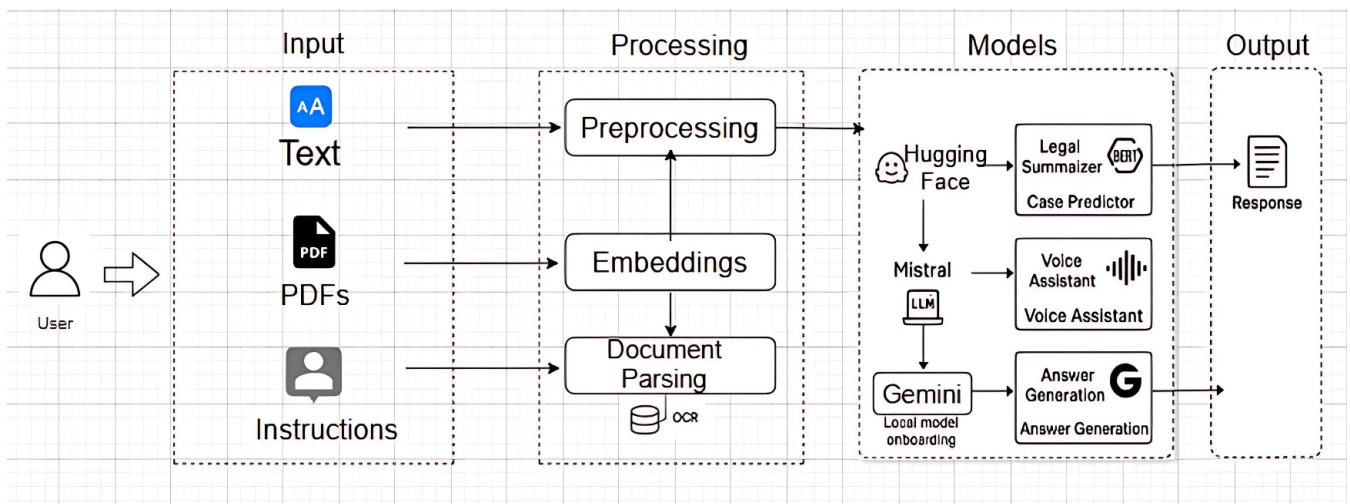 Input
Processing
Models
Output
AA
Text
PDF
PDFs
Instructions
User
Preprocessing
Embeddings
Document
Parsing
OCR
Hugging
Face
Mistral
LLM
Gemini
Local model
onboarding
Legal
Summaizer
BERT
Case Predictor
Voice
Assistant
Voice Assistant
Answer
Generation
G
Answer Generation
Response